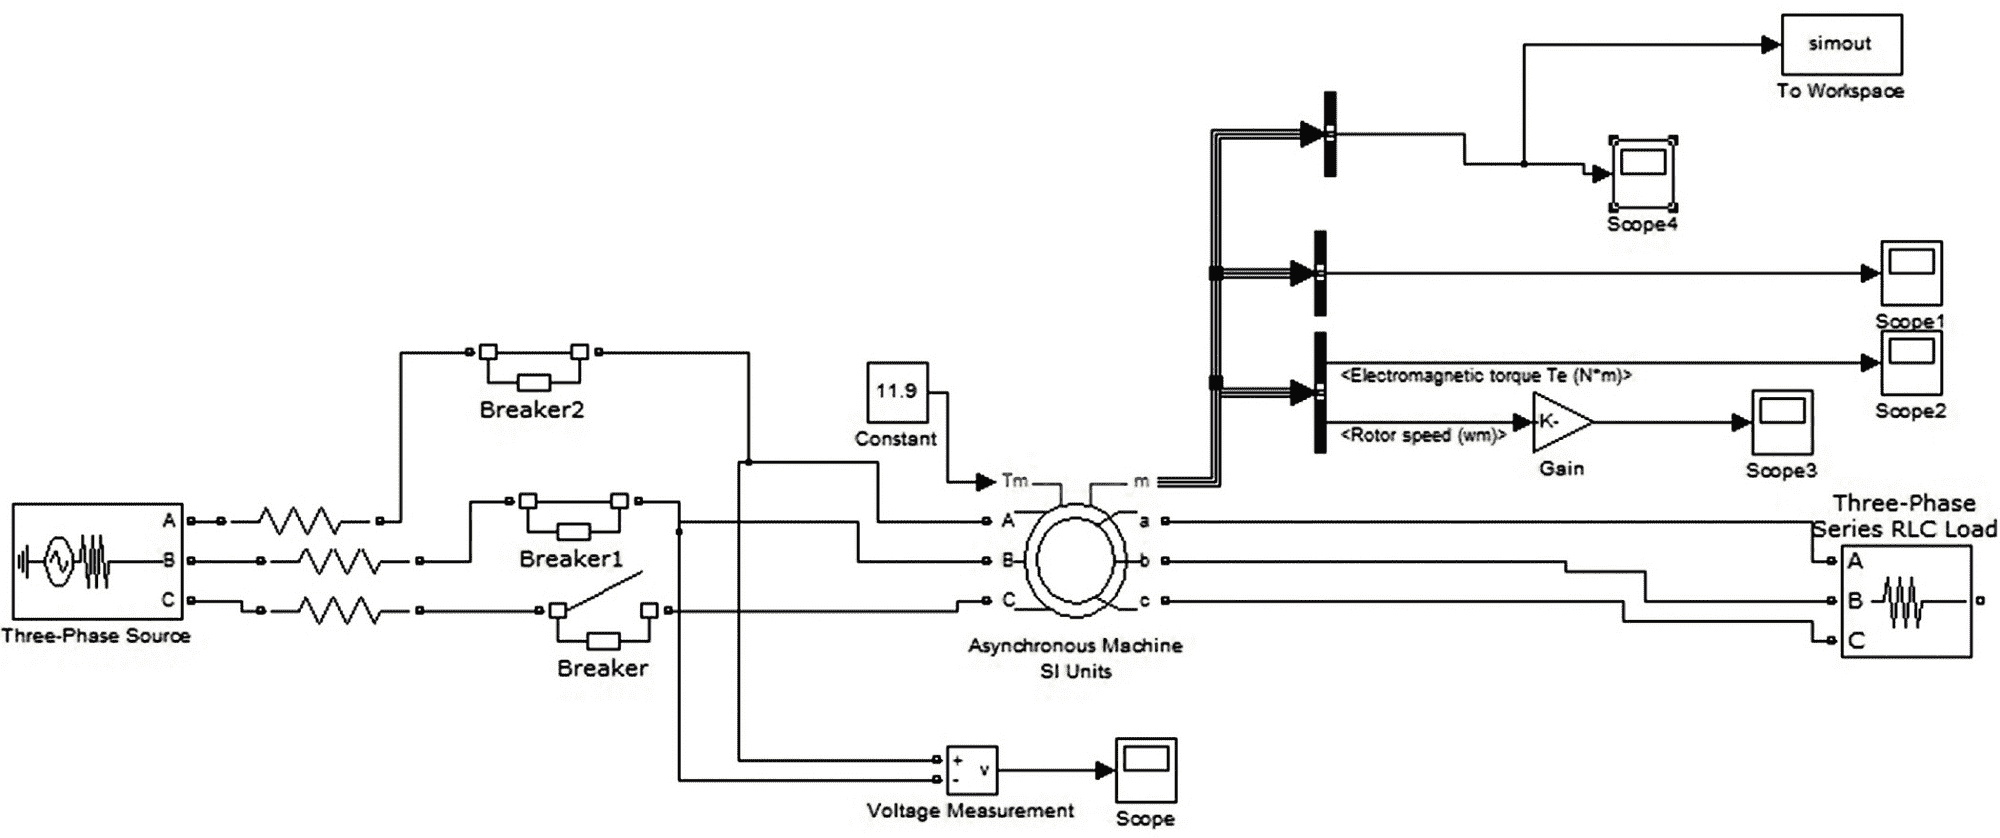 simout
To Workspace
Scope4
Scope1
<Electromagnetic torque Te (N*m)>
Scope2
11.9
Constant
<Rotor speed (wm)>
-K-
Gain
Scope3
Breaker2
Tm
m
A
B
C
Three-Phase Source
Breaker1
Breaker
A
B
C
a
b
c
Asynchronous Machine
SI Units
Three-Phase
Series RLC Load
A
B
C
+
-
v
Voltage Measurement
Scope